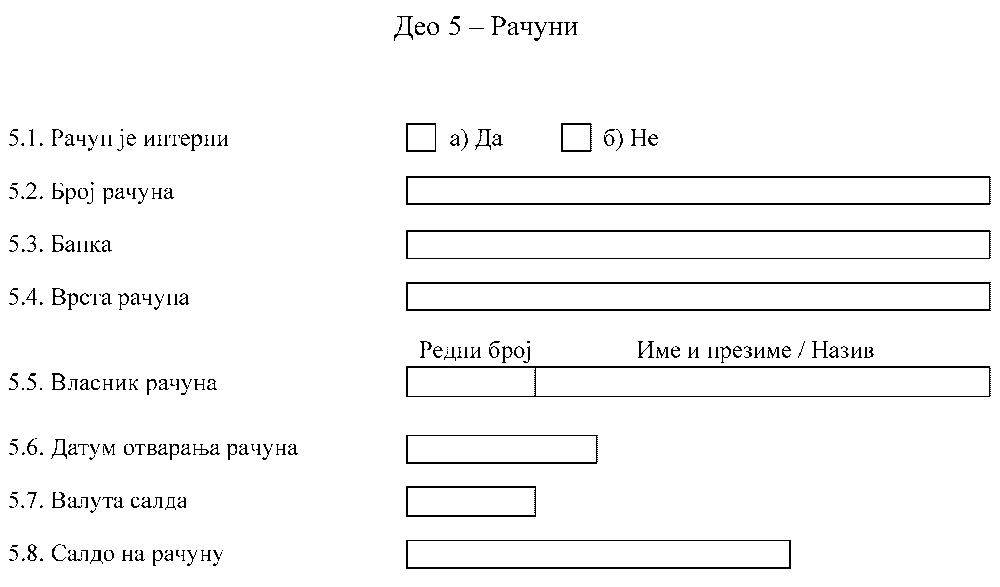 Део 5 – Рачуни
5.1. Рачун је интерни а) Да б) Не
5.2. Број рачуна
5.3. Банка
5.4. Врста рачуна
Редни број Име и презиме / Назив
5.5. Власник рачуна
5.6. Датум отварања рачуна
5.7. Валута салда
5.8. Салдо на рачуну